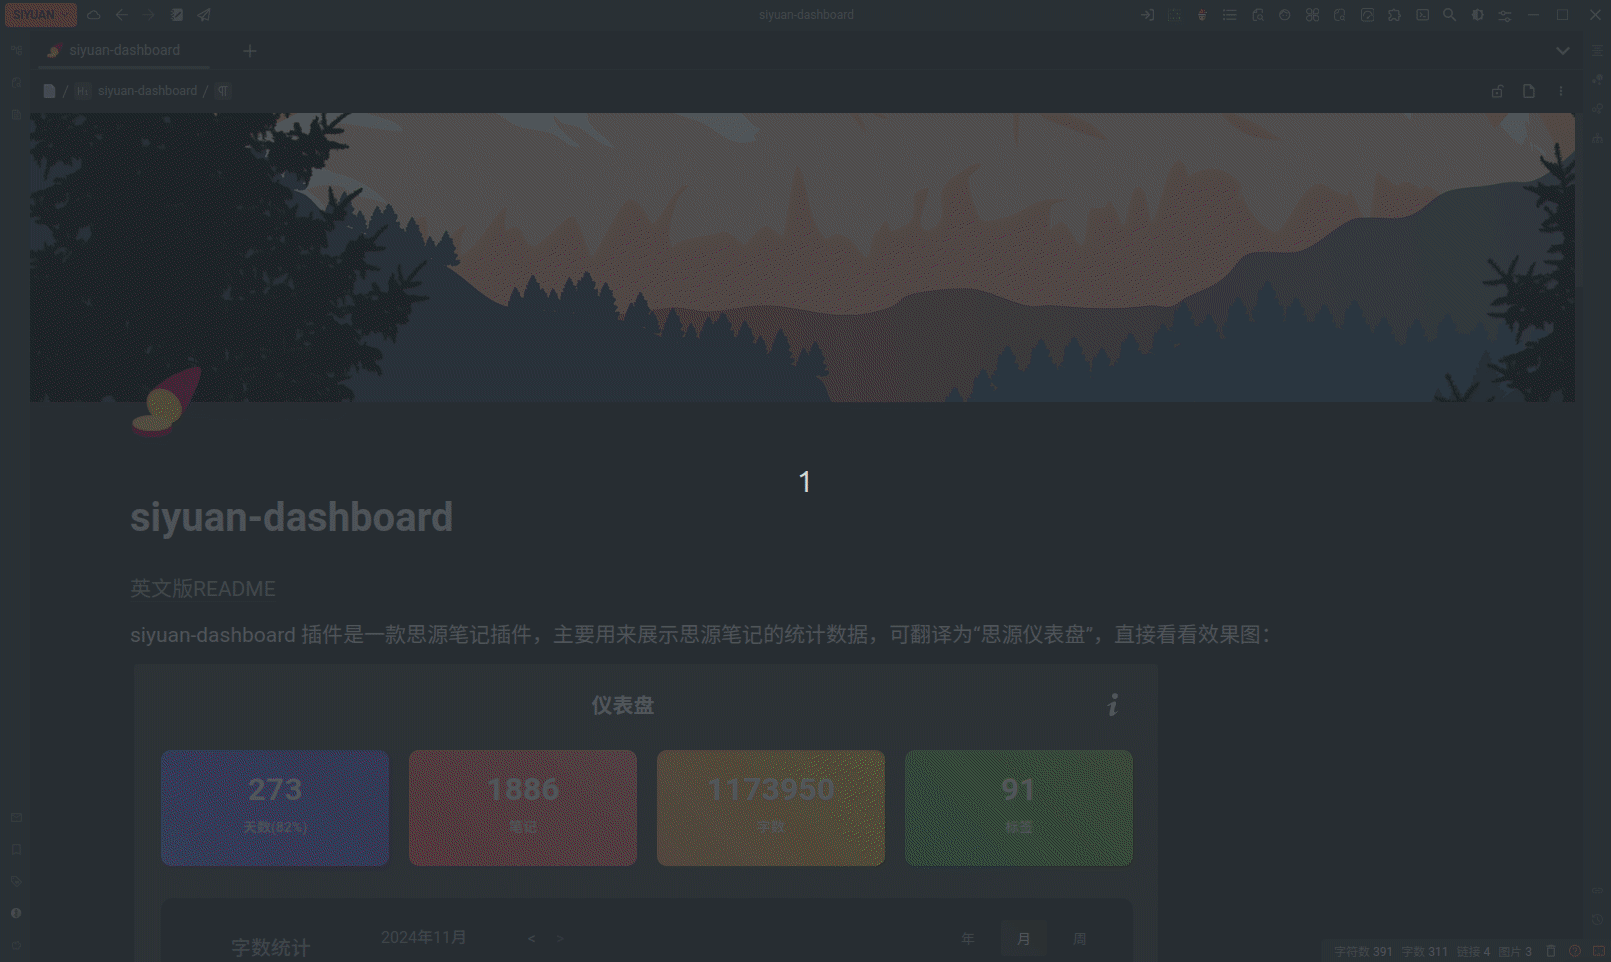 SIYUAN
siyuan-dashboard
siyuan-dashboard
/ H1 siyuan-dashboard /
1
siyuan-dashboard
英文版README
siyuan-dashboard 插件是一款思源笔记插件，主要用来展示思源笔记的统计数据，可翻译为“思源仪表盘”，直接看看效果图：
仪表盘
273
天数(82%)
1886
笔记
1173950
字数
91
标签
字数统计
2024年11月
< >
年 月 周
字符数 391 字数 311 链接 4 图片 3